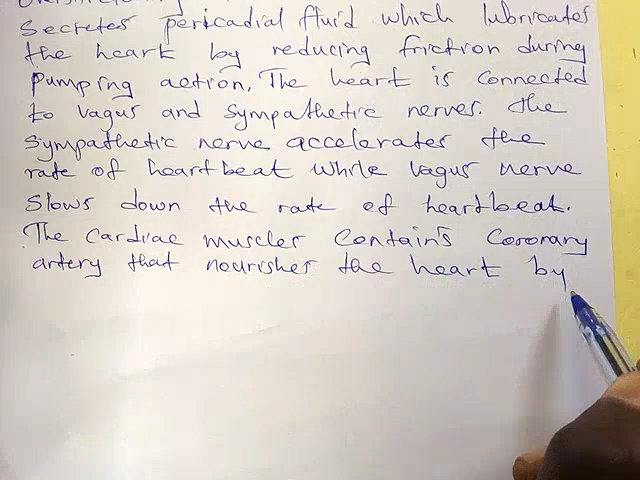 Secretes pericadial fluid which lubricates
the heart by reducing friction during
pumping action. The heart is connected
to vagus and sympathetic nerves. The
sympathetic nerve accelerates the
rate of heartbeat while vagus nerve
slows down the rate of heartbeat.
The cardiac muscles contains coronary
artery that nourishes the heart by